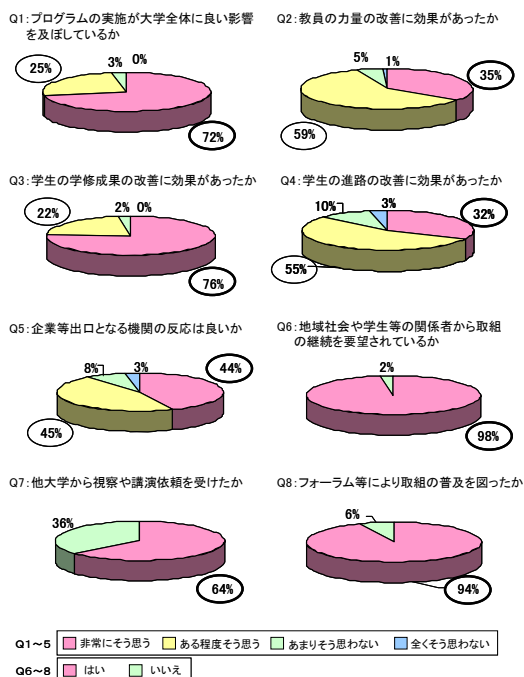 Q1：プログラムの実施が大学全体に良い影響
を及ぼしているか
25%
3%
0%
72%
Q2：教員の力量の改善に効果があったか
5%
1%
35%
59%
Q3：学生の学修成果の改善に効果があったか
22%
2%
0%
76%
Q4：学生の進路の改善に効果があったか
10%
3%
32%
55%
Q5：企業等出口となる機関の反応は良いか
8%
3%
44%
45%
Q6：地域社会や学生等の関係者から取組
の継続を要望されているか
2%
98%
Q7：他大学から視察や講演依頼を受けたか
36%
64%
Q8：フォーラム等により取組の普及を図ったか
6%
94%
Q1～5 非常にそう思う ある程度そう思う あまりそう思わない 全くそう思わない
Q6～8 はい いいえ